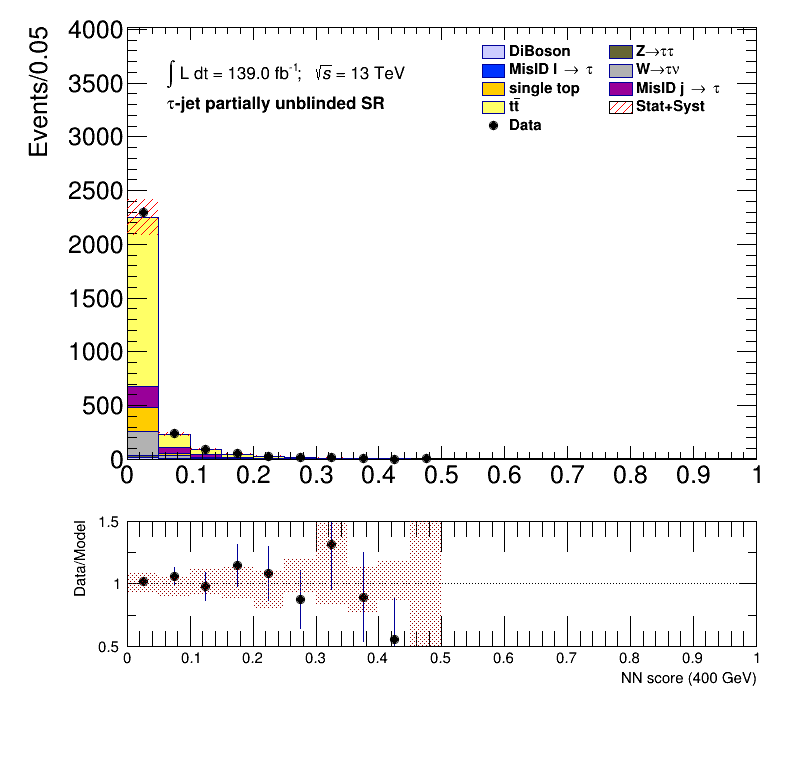 Events/0.05
4000
3500
3000
2500
2000
1500
1000
500
0
∫ L dt = 139.0 fb⁻¹; √s = 13 TeV
τ-jet partially unblinded SR
DiBoson
Z→ττ
MisID l → τ
W→τν
single top
MisID j → τ
tt̄
Stat+Syst
Data
0 0.1 0.2 0.3 0.4 0.5 0.6 0.7 0.8 0.9 1
Data/Model
1.5
1
0.5
0 0.1 0.2 0.3 0.4 0.5 0.6 0.7 0.8 0.9 1
NN score (400 GeV)